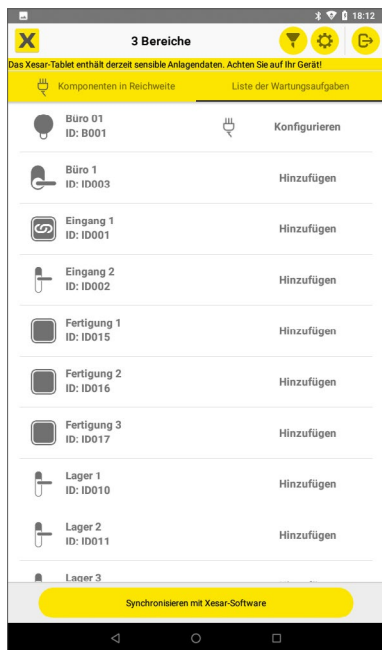 18:12
X
3 Bereiche
Das Xesar-Tablet enthält derzeit sensible Anlagendaten. Achten Sie auf Ihr Gerät!
Komponenten in Reichweite
Liste der Wartungsaufgaben
Büro 01
ID: B001
Konfigurieren
Büro 1
ID: ID003
Hinzufügen
Eingang 1
ID: ID001
Hinzufügen
Eingang 2
ID: ID002
Hinzufügen
Fertigung 1
ID: ID015
Hinzufügen
Fertigung 2
ID: ID016
Hinzufügen
Fertigung 3
ID: ID017
Hinzufügen
Lager 1
ID: ID010
Hinzufügen
Lager 2
ID: ID011
Hinzufügen
Lager 3
Synchronisieren mit Xesar-Software